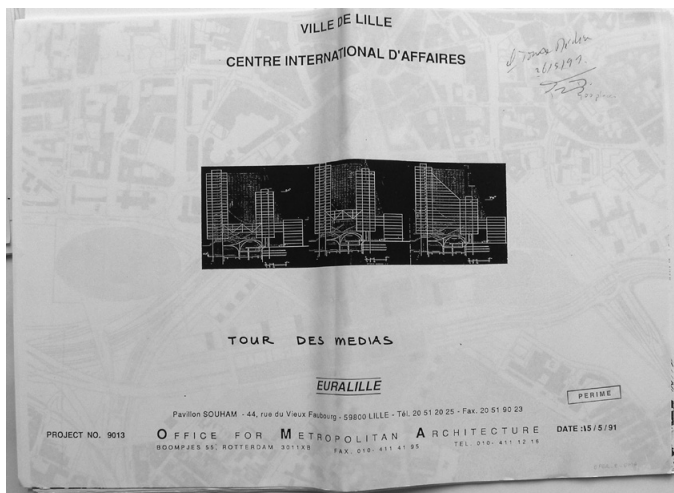 VILLE DE LILLE
CENTRE INTERNATIONAL D'AFFAIRES
TOUR DES MEDIAS
EURALILLE
PERIME
Pavillon SOUHAM - 44, rue du Vieux Faubourg - 59800 LILLE - Tél. 20 51 20 25 - Fax. 20 51 90 23
PROJECT NO. 9013
OFFICE FOR METROPOLITAN ARCHITECTURE
DATE :15/5/91
BOOMPJES 55, ROTTERDAM 3011XB FAX. 010- 411 41 95 TEL. 010- 411 12 16